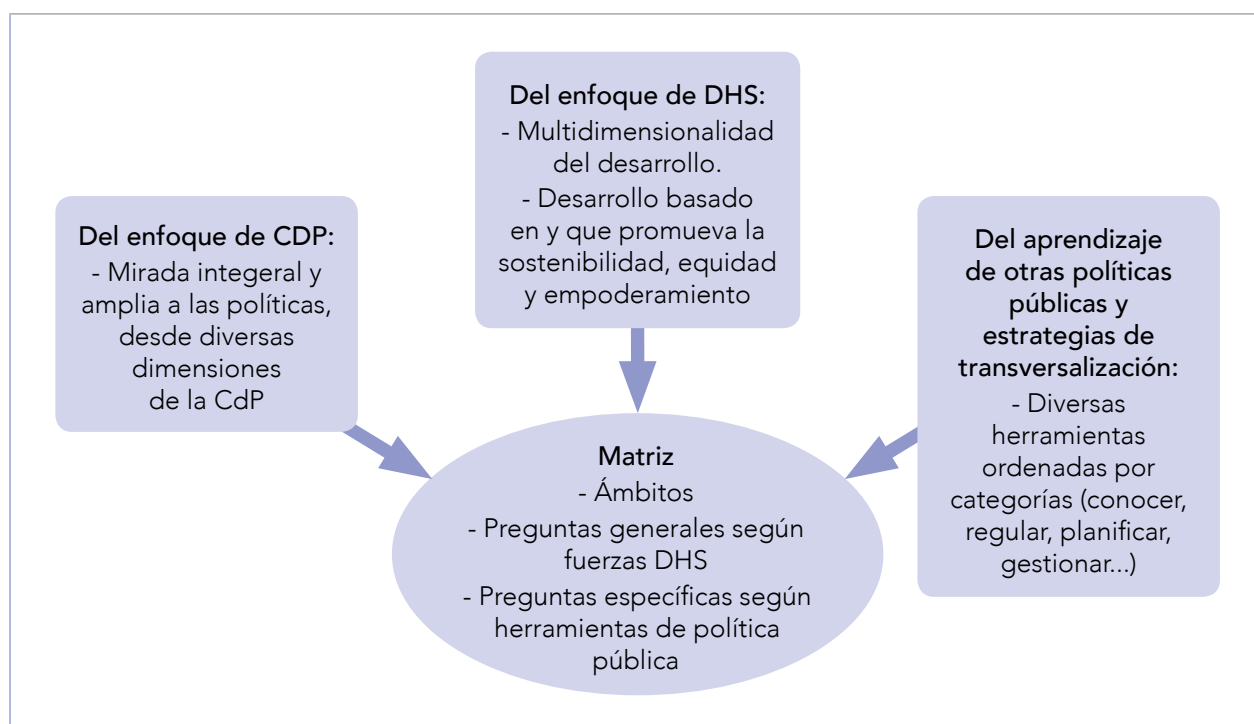 Del enfoque de CDP:
- Mirada integeral y
amplia a las políticas,
desde diversas
dimensiones
de la CdP
Del enfoque de DHS:
- Multidimensionalidad
del desarrollo.
- Desarrollo basado
en y que promueva la
sostenibilidad, equidad
y empoderamiento
Del aprendizaje
de otras políticas
públicas y
estrategias de
transversalización:
- Diversas
herramientas
ordenadas por
categorías (conocer,
regular, planificar,
gestionar...)
Matriz
- Ámbitos
- Preguntas generales según
fuerzas DHS
- Preguntas específicas según
herramientas de política
pública